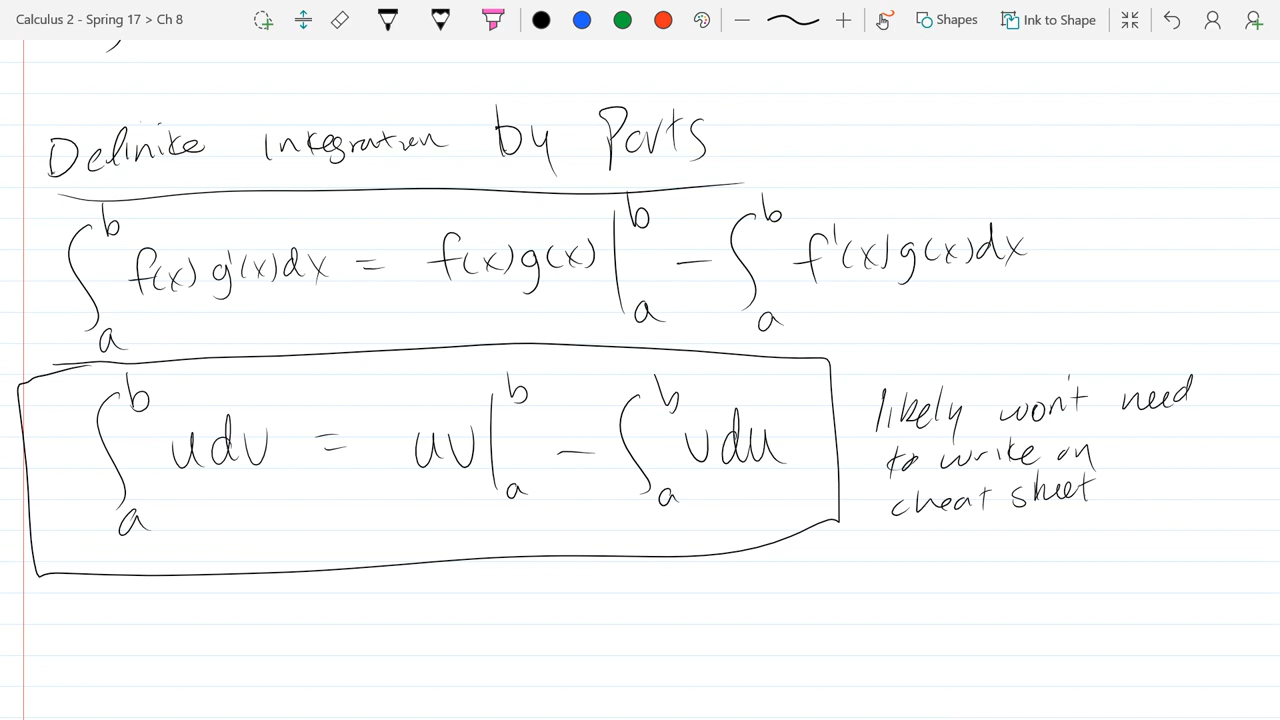 Calculus 2 - Spring 17 > Ch 8
Shapes
Ink to Shape
Definite Integration by Parts
∫_a^b f(x) g'(x)dx = f(x)g(x) |_a^b - ∫_a^b f'(x)g(x)dx
∫_a^b u dv = uv|_a^b - ∫_a^b v du
likely won't need
to write on
cheat sheet